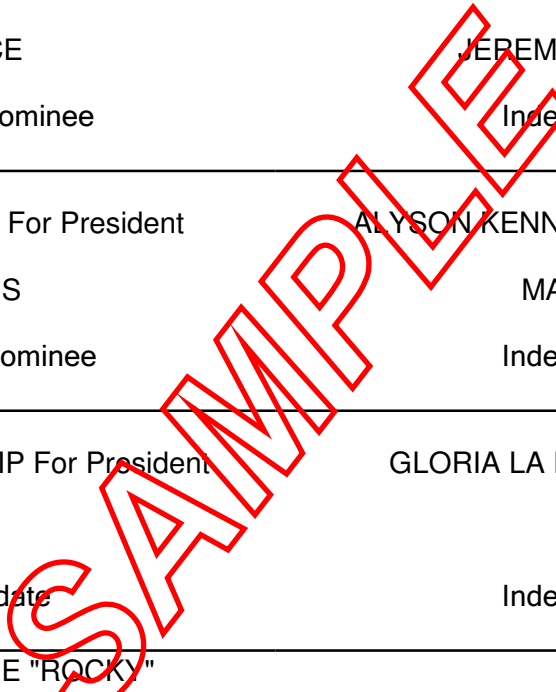 CE
JEREM
ominee
Inde
For President
ALYSON KENN
S
MA
ominee
Inde
IP For President
GLORIA LA
date
Inde
E "ROCKY"
SAMPLE